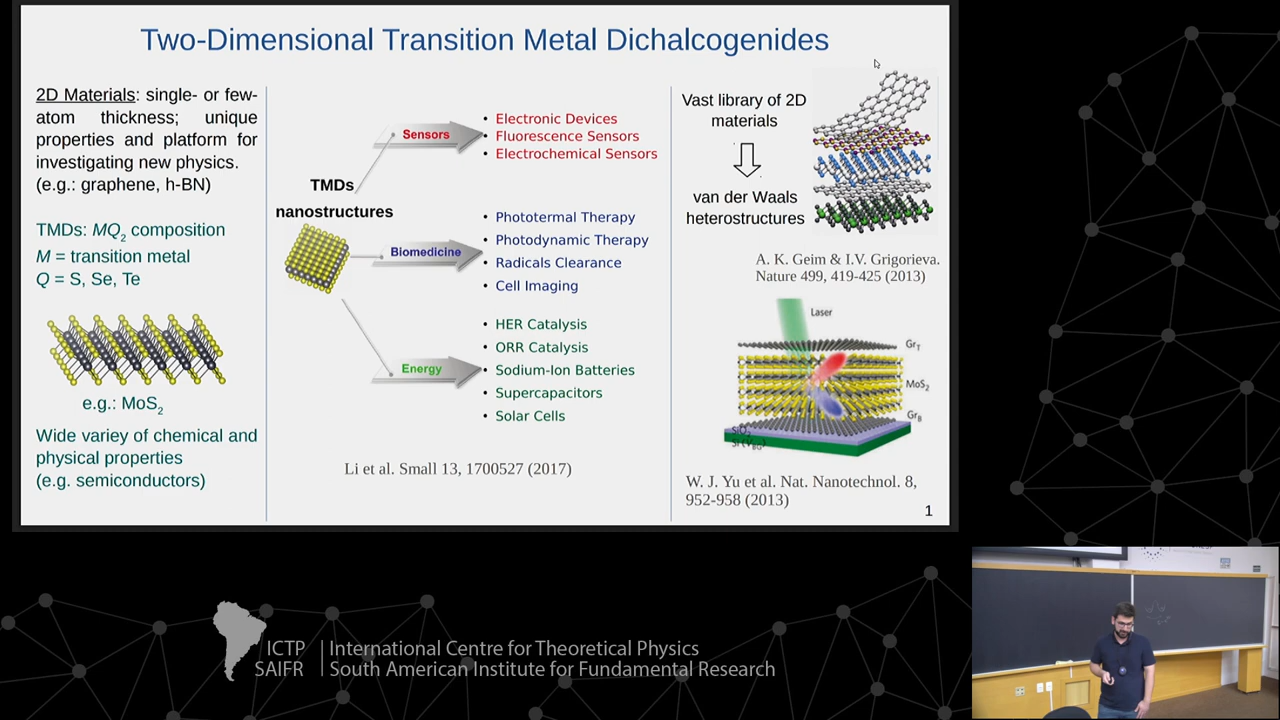 Two-Dimensional Transition Metal Dichalcogenides
2D Materials: single- or few-
atom thickness; unique
properties and platform for
investigating new physics.
(e.g.: graphene, h-BN)
TMDs: MQ2 composition
M = transition metal
Q = S, Se, Te
e.g.: MoS2
Wide variey of chemical and
physical properties
(e.g. semiconductors)
TMDs
nanostructures
Sensors
• Electronic Devices
• Fluorescence Sensors
• Electrochemical Sensors
Biomedicine
• Phototermal Therapy
• Photodynamic Therapy
• Radicals Clearance
• Cell Imaging
Energy
• HER Catalysis
• ORR Catalysis
• Sodium-Ion Batteries
• Supercapacitors
• Solar Cells
Li et al. Small 13, 1700527 (2017)
Vast library of 2D
materials
van der Waals
heterostructures
A. K. Geim & I.V. Grigorieva.
Nature 499, 419-425 (2013)
Laser
GrT
MoS2
GrB
SiO2
Si (VBG)
W. J. Yu et al. Nat. Nanotechnol. 8,
952-958 (2013)
1
ICTP
SAIFR
International Centre for Theoretical Physics
South American Institute for Fundamental Research